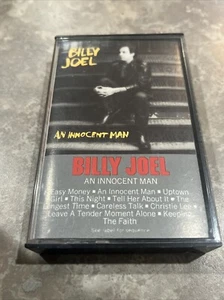 BILLY
JOEL
AN INNOCENT MAN
BILLY JOEL
AN INNOCENT MAN
Easy Money ■ An Innocent Man ■ Uptown
Girl ■ This Night ■ Tell Her About It ■ The
Longest Time ■ Careless Talk ■ Christie Lee ■
Leave A Tender Moment Alone ■ Keeping
The Faith